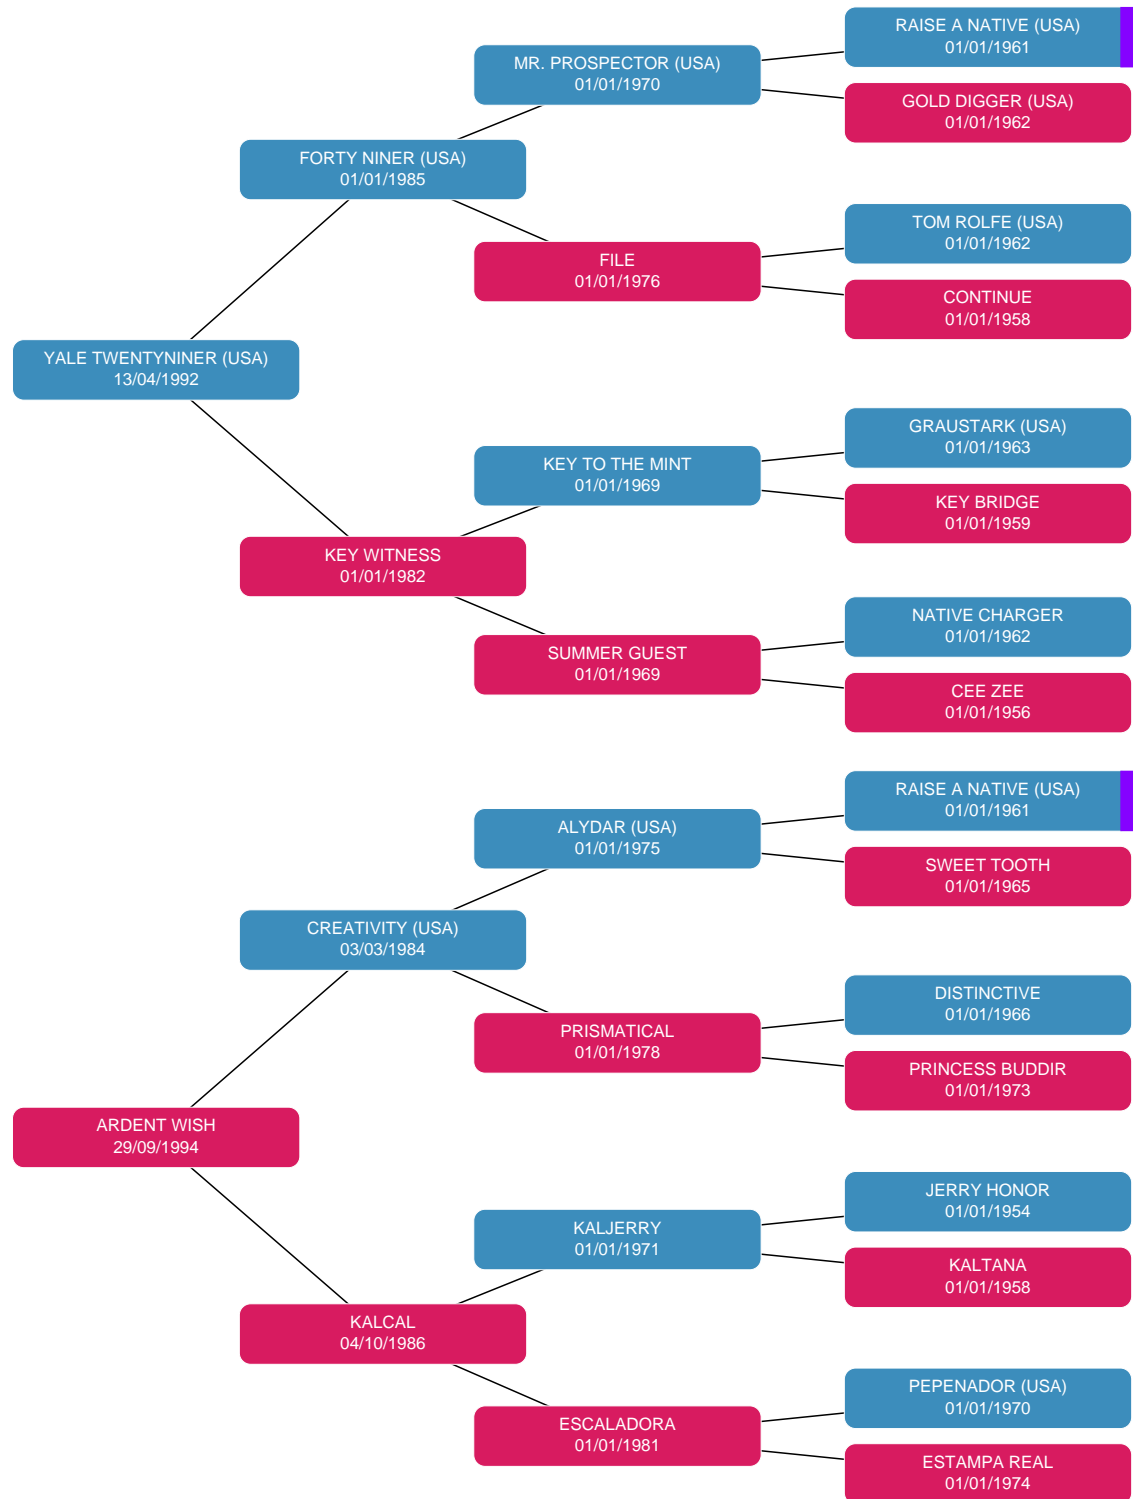 RAISE A NATIVE (USA)
01/01/1961
MR. PROSPECTOR (USA)
01/01/1970
GOLD DIGGER (USA)
01/01/1962
FORTY NINER (USA)
01/01/1985
TOM ROLFE (USA)
01/01/1962
FILE
01/01/1976
CONTINUE
01/01/1958
YALE TWENTYNINER (USA)
13/04/1992
GRAUSTARK (USA)
01/01/1963
KEY TO THE MINT
01/01/1969
KEY BRIDGE
01/01/1959
KEY WITNESS
01/01/1982
NATIVE CHARGER
01/01/1962
SUMMER GUEST
01/01/1969
CEE ZEE
01/01/1956
RAISE A NATIVE (USA)
01/01/1961
ALYDAR (USA)
01/01/1975
SWEET TOOTH
01/01/1965
CREATIVITY (USA)
03/03/1984
DISTINCTIVE
01/01/1966
PRISMATICAL
01/01/1978
PRINCESS BUDDIR
01/01/1973
ARDENT WISH
29/09/1994
JERRY HONOR
01/01/1954
KALJERRY
01/01/1971
KALTANA
01/01/1958
KALCAL
04/10/1986
PEPENADOR (USA)
01/01/1970
ESCALADORA
01/01/1981
ESTAMPA REAL
01/01/1974